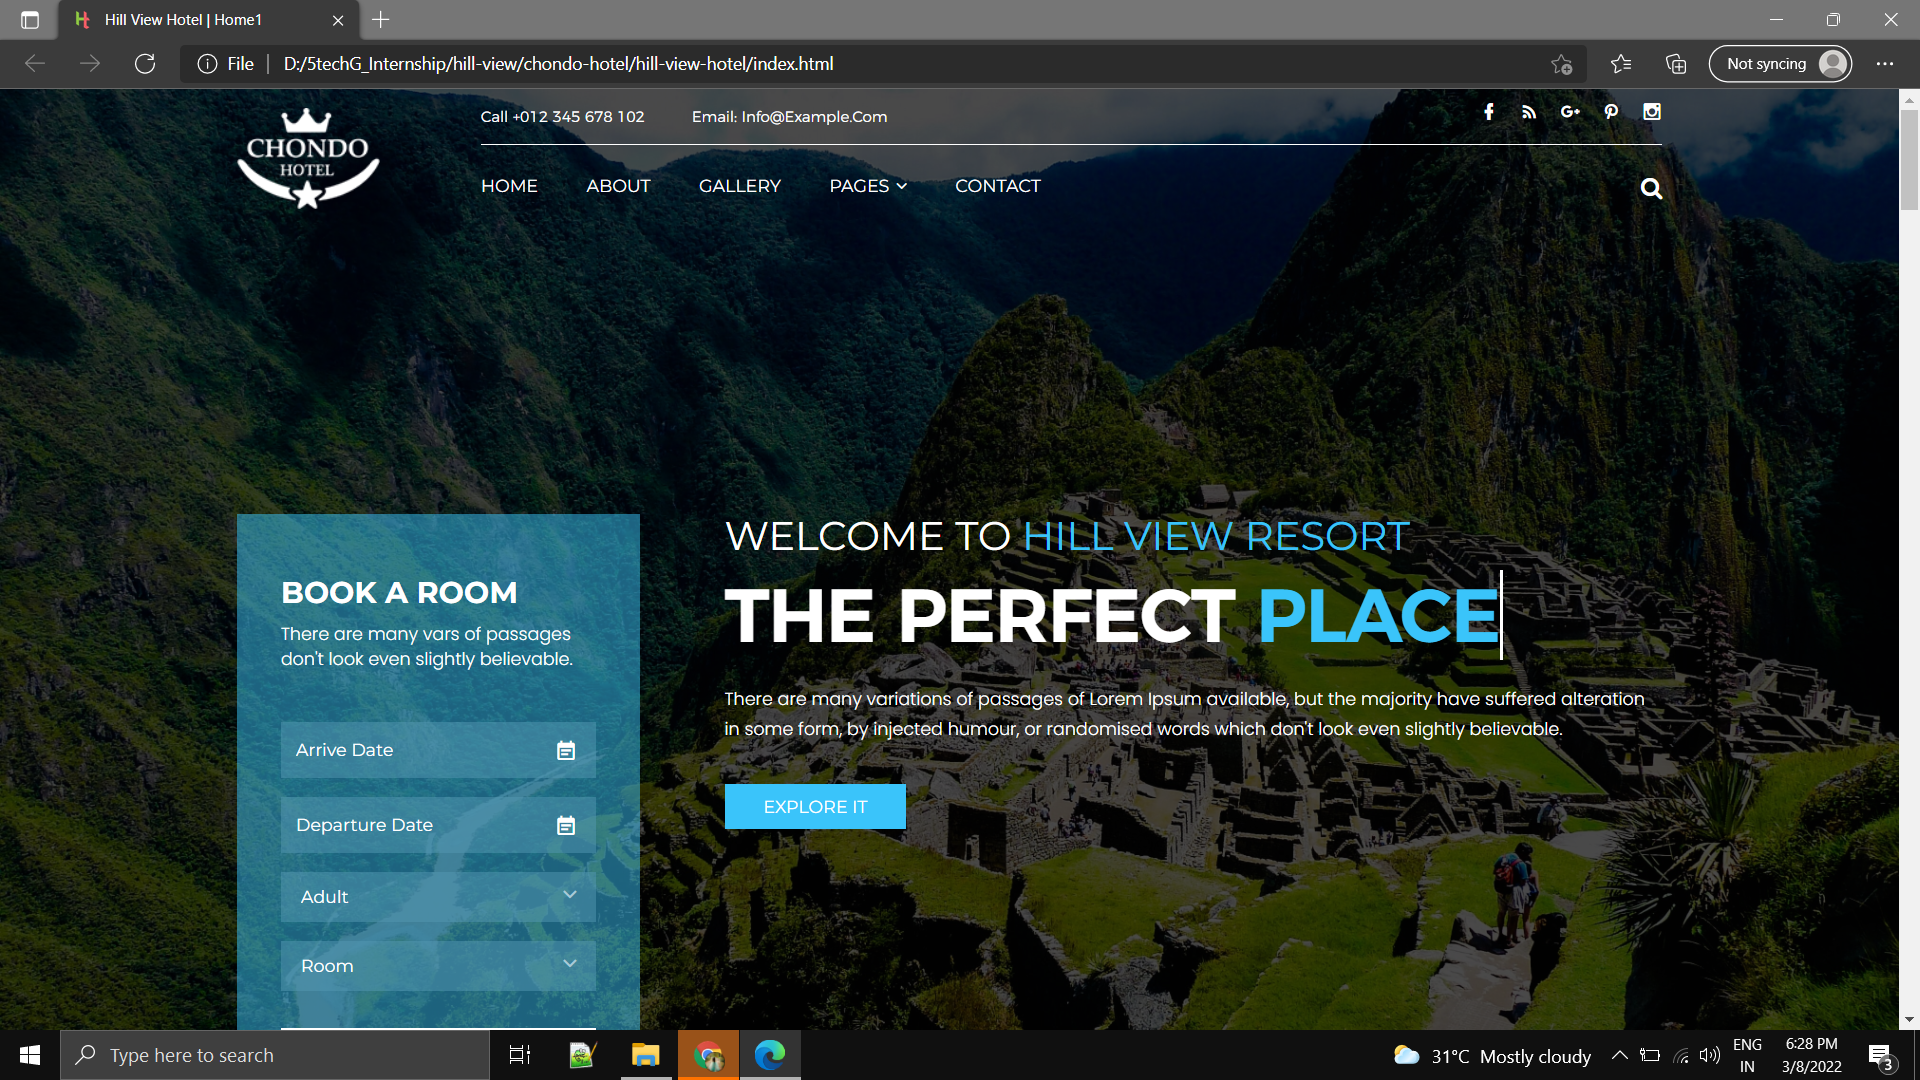 Hill View Hotel | Home1
File
D:/5techG_Internship/hill-view/chondo-hotel/hill-view-hotel/index.html
Not syncing
CHONDO
HOTEL
Call +012 345 678 102
Email: Info@Example.Com
HOME
ABOUT
GALLERY
PAGES
CONTACT
WELCOME TO HILL VIEW RESORT
THE PERFECT PLACE
There are many variations of passages of Lorem Ipsum available, but the majority have suffered alteration
in some form, by injected humour, or randomised words which don't look even slightly believable.
EXPLORE IT
BOOK A ROOM
There are many vars of passages
don't look even slightly believable.
Arrive Date
Departure Date
Adult
Room
Type here to search
31°C Mostly cloudy
ENG
IN
6:28 PM
3/8/2022
3